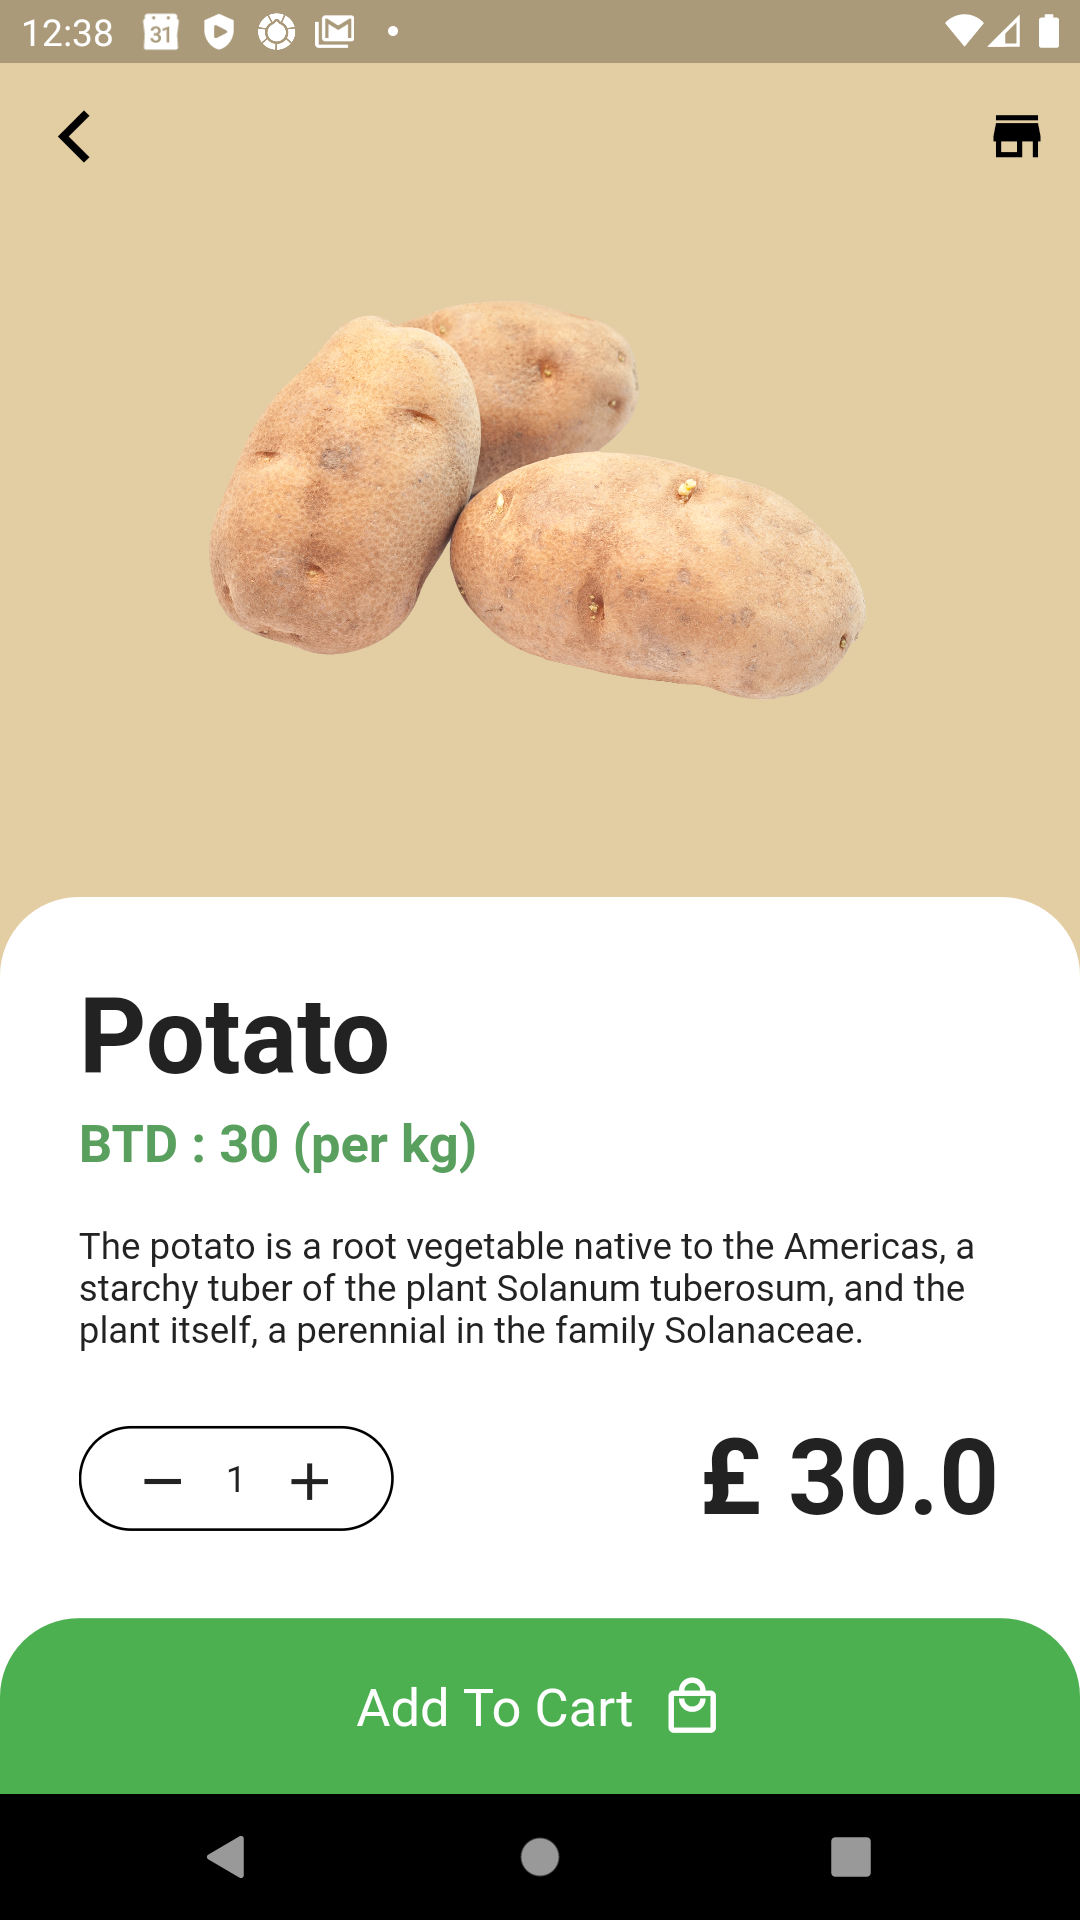 12:38
31
Potato
BTD : 30 (per kg)
The potato is a root vegetable native to the Americas, a
starchy tuber of the plant Solanum tuberosum, and the
plant itself, a perennial in the family Solanaceae.
1
£ 30.0
Add To Cart